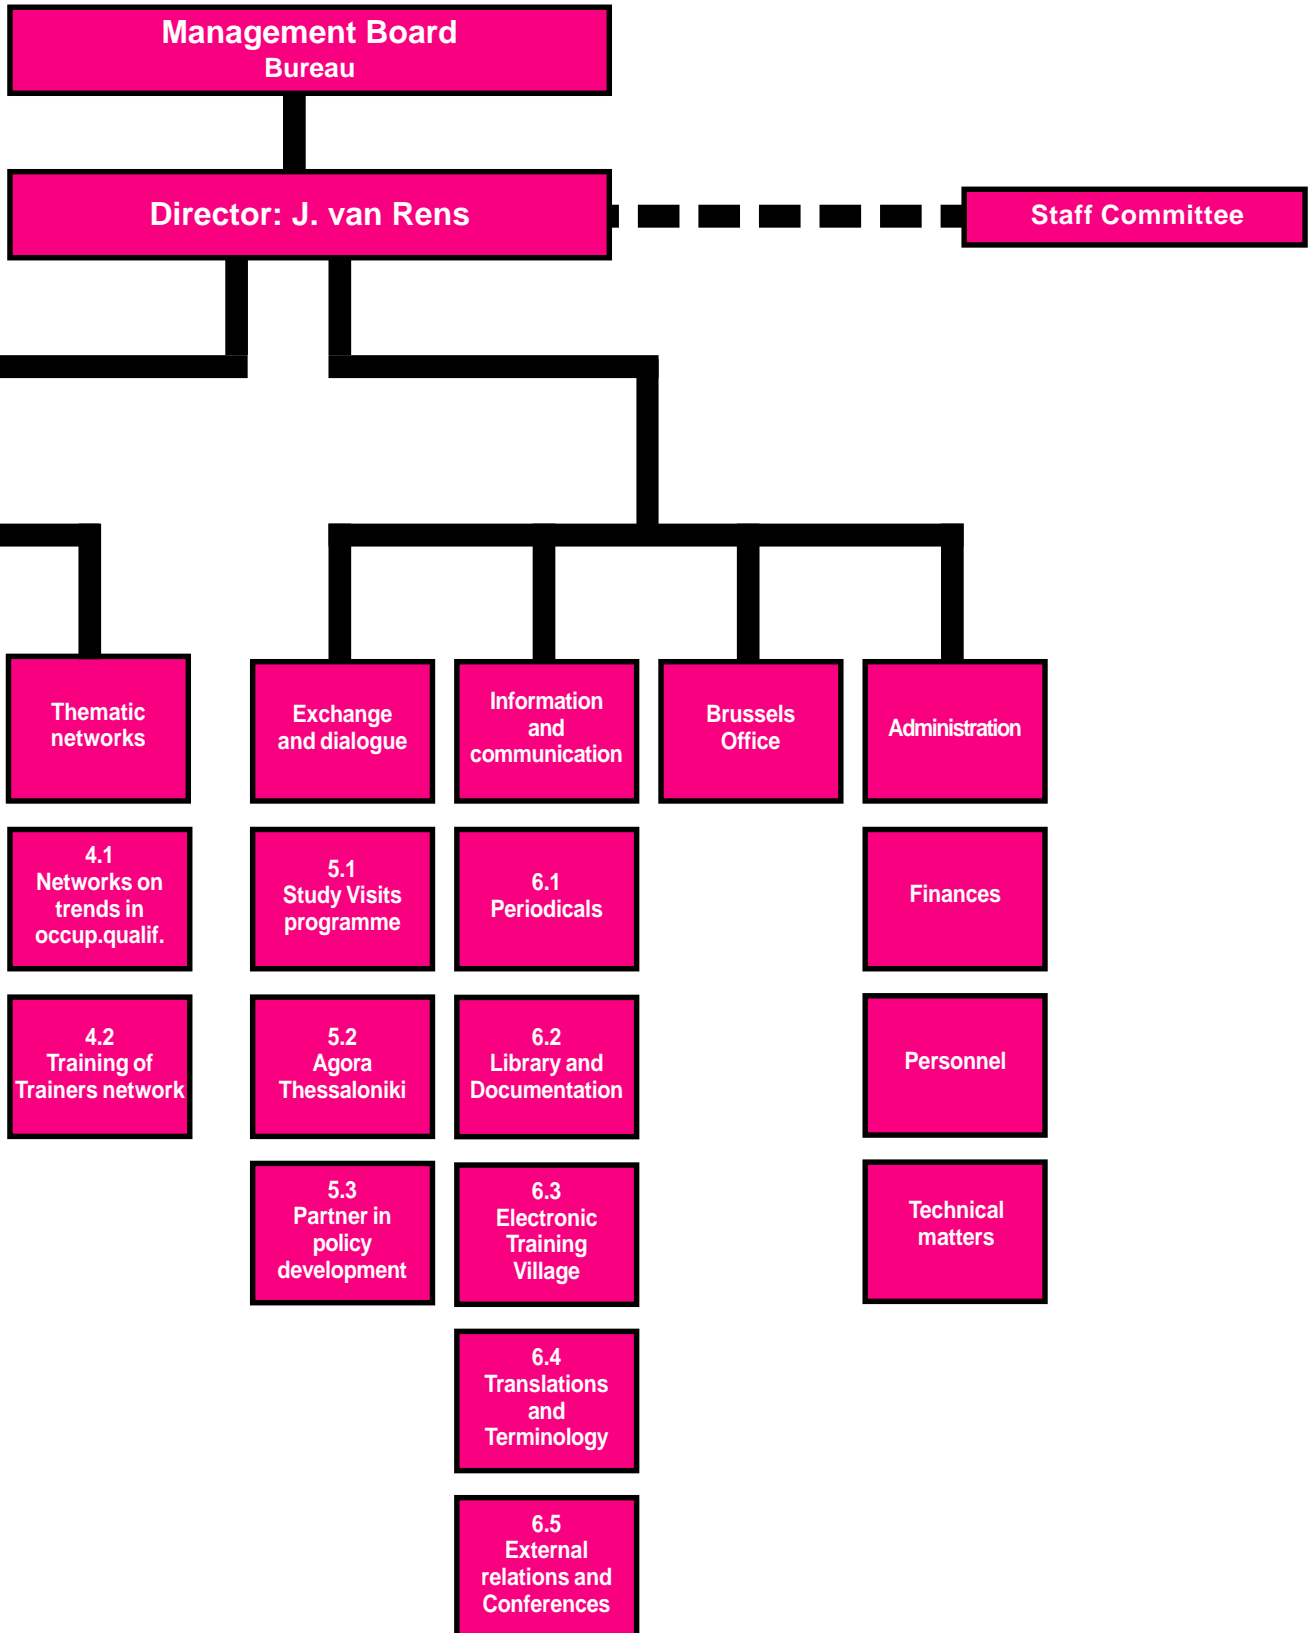 Management Board
Bureau
Director: J. van Rens
Staff Committee
Thematic
networks
4.1
Networks on
trends in
occup.qualif.
4.2
Training of
Trainers network
Exchange
and dialogue
5.1
Study Visits
programme
5.2
Agora
Thessaloniki
5.3
Partner in
policy
development
Information
and
communication
6.1
Periodicals
6.2
Library and
Documentation
6.3
Electronic
Training
Village
6.4
Translations
and
Terminology
6.5
External
relations and
Conferences
Brussels
Office
Administration
Finances
Personnel
Technical
matters